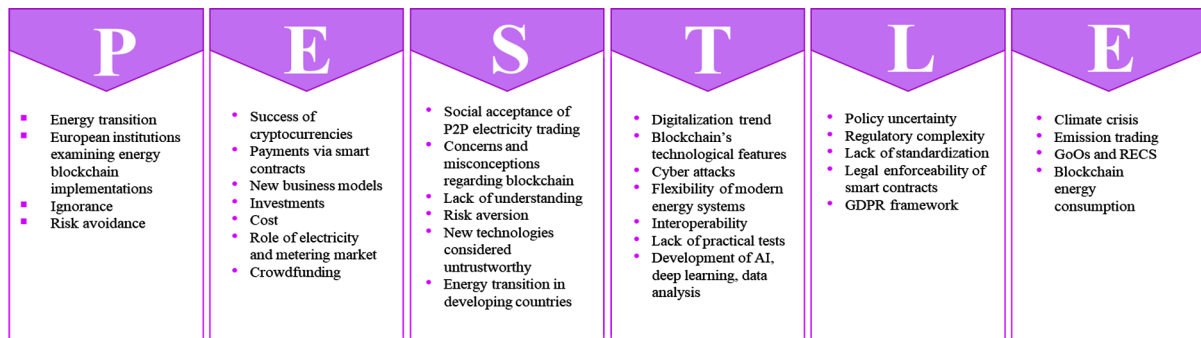 P
Energy transition
European institutions
examining energy
blockchain
implementations
Ignorance
Risk avoidance
E
Success of
cryptocurrencies
Payments via smart
contracts
New business models
Investments
Cost
Role of electricity
and metering market
Crowdfunding
S
Social acceptance of
P2P electricity trading
Concerns and
misconceptions
regarding blockchain
Lack of understanding
Risk aversion
New technologies
considered
untrustworthy
Energy transition in
developing countries
T
Digitalization trend
Blockchain's
technological features
Cyber attacks
Flexibility of modern
energy systems
Interoperability
Lack of practical tests
Development of AI,
deep learning, data
analysis
L
Policy uncertainty
Regulatory complexity
Lack of standardization
Legal enforceability of
smart contracts
GDPR framework
E
Climate crisis
Emission trading
GoOs and RECS
Blockchain
energy
consumption